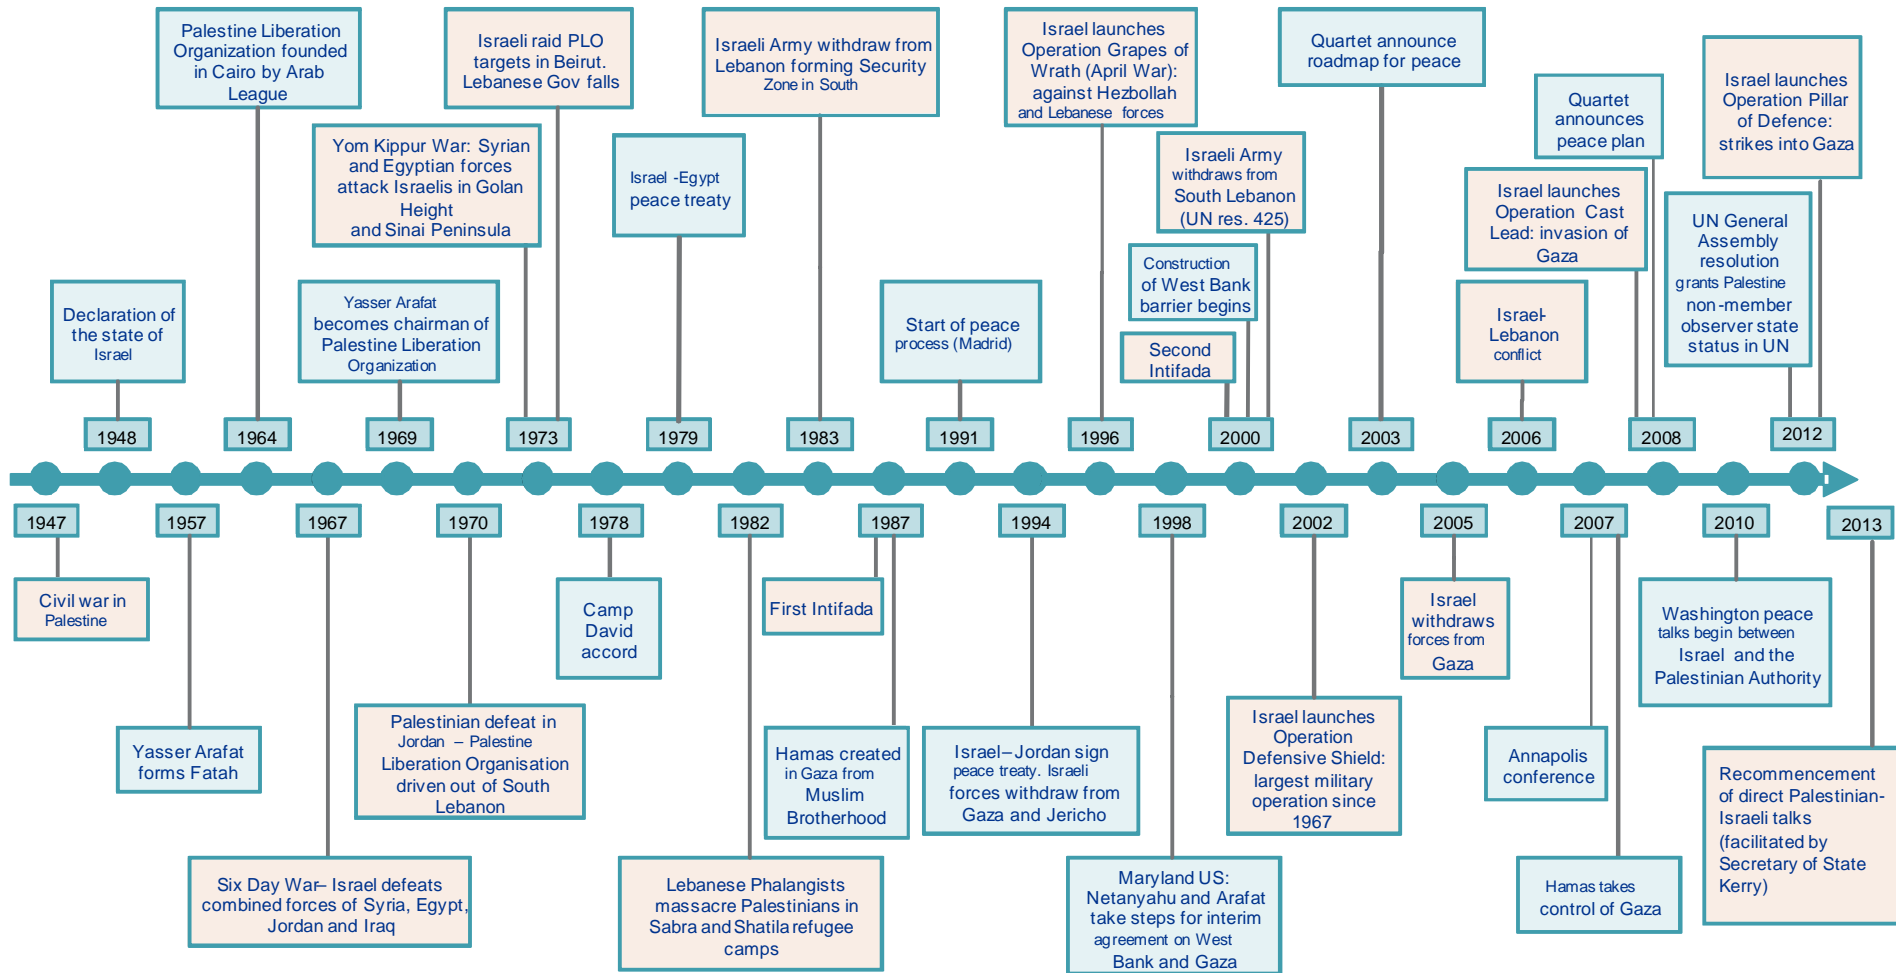 Palestine Liberation
Organization founded
in Cairo by Arab
League
Israeli raid PLO
targets in Beirut.
Lebanese Gov falls
Israeli Army withdraw from
Lebanon forming Security
Zone in South
Israel launches
Operation Grapes of
Wrath (April War):
against Hezbollah
and Lebanese forces
Quartet announce
roadmap for peace
Quartet
announces
peace plan
Israel launches
Operation Pillar
of Defence:
strikes into Gaza
Yom Kippur War: Syrian
and Egyptian forces
attack Israelis in Golan
Height
and Sinai Peninsula
Israel -Egypt
peace treaty
Israeli Army
withdraws from
South Lebanon
(UN res. 425)
Israel launches
Operation Cast
Lead: invasion of
Gaza
UN General
Assembly
resolution
grants Palestine
non-member
observer state
status in UN
Declaration of
the state of
Israel
Yasser Arafat
becomes chairman of
Palestine Liberation
Organization
Start of peace
process (Madrid)
Construction
of West Bank
barrier begins
Second
Intifada
Israel-
Lebanon
conflict
1948
1964
1969
1973
1979
1983
1991
1996
2000
2003
2006
2008
2012
1947
1957
1967
1970
1978
1982
1987
1994
1998
2002
2005
2007
2010
2013
Civil war in
Palestine
Camp
David
accord
First Intifada
Israel
withdraws
forces from
Gaza
Washington peace
talks begin between
Israel and the
Palestinian Authority
Yasser Arafat
forms Fatah
Palestinian defeat in
Jordan – Palestine
Liberation Organisation
driven out of South
Lebanon
Hamas created
in Gaza from
Muslim
Brotherhood
Israel–Jordan sign
peace treaty. Israeli
forces withdraw from
Gaza and Jericho
Israel launches
Operation
Defensive Shield:
largest military
operation since
1967
Annapolis
conference
Recommencement
of direct Palestinian-
Israeli talks
(facilitated by
Secretary of State
Kerry)
Six Day War– Israel defeats
combined forces of Syria, Egypt,
Jordan and Iraq
Lebanese Phalangists
massacre Palestinians in
Sabra and Shatila refugee
camps
Maryland US:
Netanyahu and Arafat
take steps for interim
agreement on West
Bank and Gaza
Hamas takes
control of Gaza